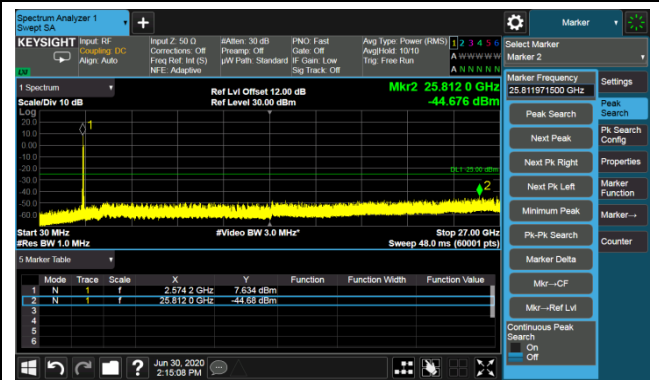 Spectrum Analyzer 1
Swept SA
+
Marker
KEYSIGHT
Input: RF
Coupling: DC
Align: Auto
Input Z: 50 Ω
Corrections: Off
Freq Ref: Int (S)
NFE: Adaptive
#Atten: 30 dB
Preamp: Off
µW Path: Standard
PNO: Fast
Gate: Off
IF Gain: Low
Sig Track: Off
Avg Type: Power (RMS)
Avg|Hold: 10/10
Trig: Free Run
1 2 3 4 5 6
A W W W W W
A N N N N N
LXI
Select Marker
Marker 2
1 Spectrum
Scale/Div 10 dB
Ref Lvl Offset 12.00 dB
Ref Level 30.00 dBm
Mkr2 25.812 0 GHz
-44.676 dBm
Log
20.0
10.0
0.00
-10.0
-20.0
-30.0
-40.0
-50.0
-60.0
1
DL1 -25.00 dBm
2
Start 30 MHz
#Res BW 1.0 MHz
#Video BW 3.0 MHz*
Stop 27.00 GHz
Sweep 48.0 ms (60001 pts)
5 Marker Table
Mode Trace Scale X Y Function Function Width Function Value
1 N 1 f 2.574 2 GHz 7.634 dBm
2 N 1 f 25.812 0 GHz -44.68 dBm
3
4
5
6
Marker Frequency
25.811971500 GHz
Peak Search
Next Peak
Next Pk Right
Next Pk Left
Minimum Peak
Pk-Pk Search
Marker Delta
Mkr→CF
Mkr→Ref Lvl
Continuous Peak
Search
On
Off
Settings
Peak
Search
Pk Search
Config
Properties
Marker
Function
Marker→
Counter
?
Jun 30, 2020
2:15:08 PM